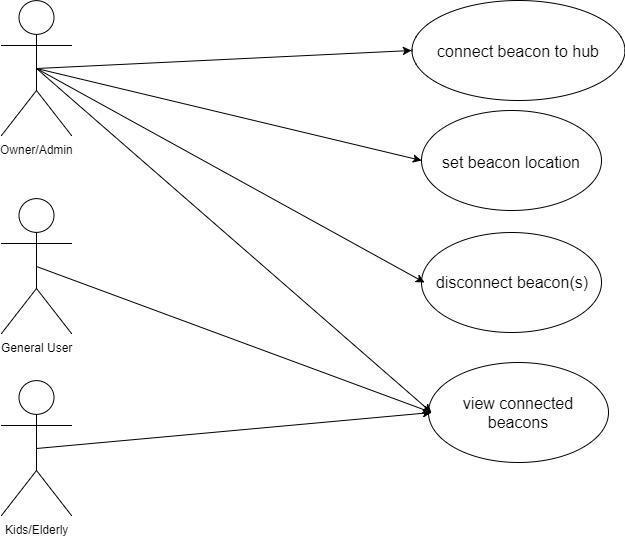 connect beacon to hub
Owner/Admin
set beacon location
General User
disconnect beacon(s)
view connected
beacons
Kids/Elderly